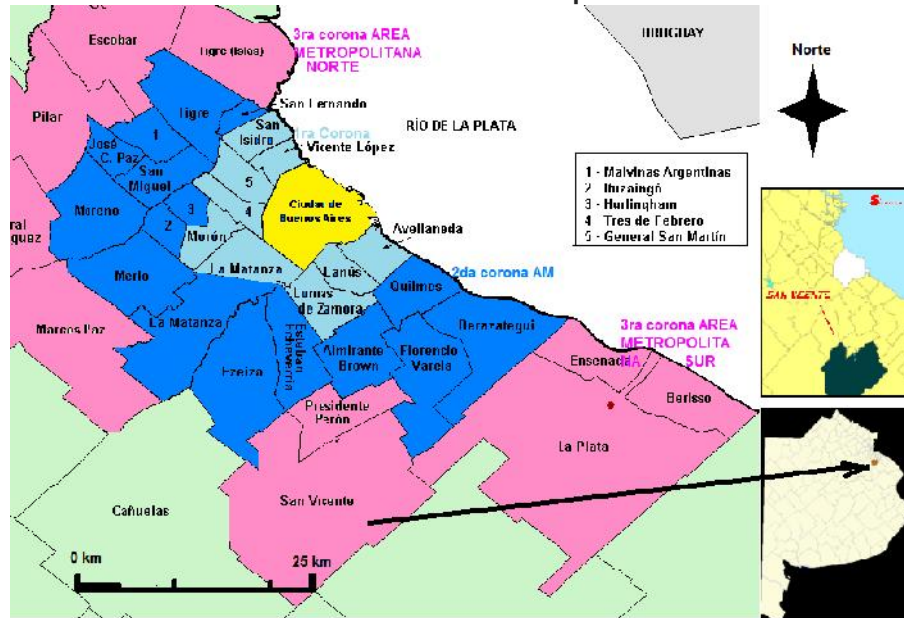 Escobar
Tigre (Islas)
3ra corona AREA
METROPOLITANA
NORTE
URUGUAY
Norte
Pilar
Tigre
San Fernando
San
Isidro
1ra Corona
Vicente López
RÍO DE LA PLATA
1
José
C. Paz
San
Miguel
5
1 - Malvinas Argentinas
2 Ituzaingó
3 - Hurlingham
4 Tres de Febrero
5 - General San Martín
Moreno
3
4
2
Ciudad de
Buenos Aires
Avellaneda
Morón
La Matanza
Lanús
2da corona AM
Merlo
Lomas
de Zamora
Quilmes
SAN VICENTE
Marcos Paz
La Matanza
Ezeiza
Esteban
Echeverría
Almirante
Brown
Florencio
Varela
Berazategui
3ra corona AREA
METROPOLITA
NA SUR
Ensenada
Berisso
Presidente
Perón
La Plata
Cañuelas
San Vicente
0 km
25 km